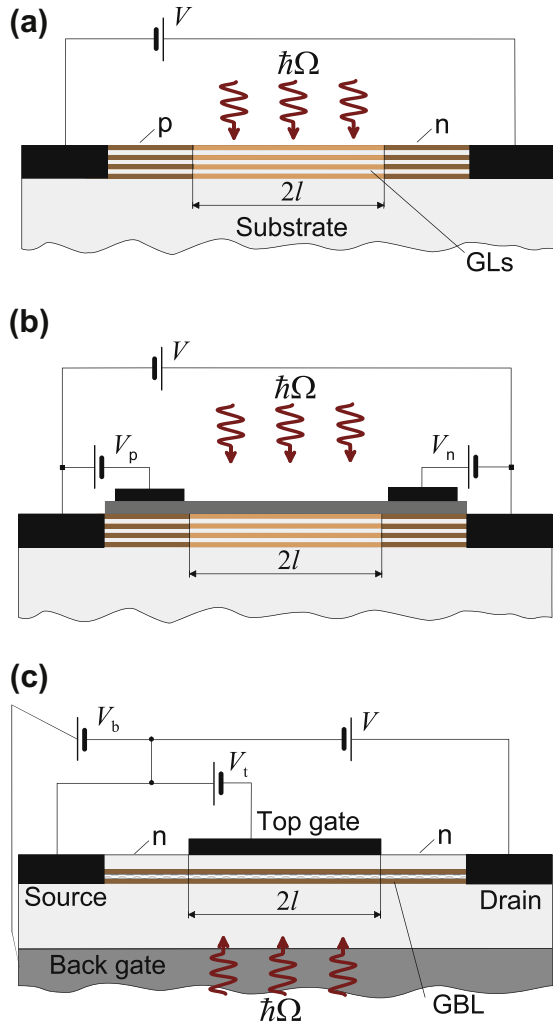 (a)
V
ħΩ
p
n
2l
Substrate
GLs
(b)
V
ħΩ
Vp
Vn
2l
(c)
Vb
V
Vt
n
Top gate
n
Source
2l
Drain
Back gate
ħΩ
GBL